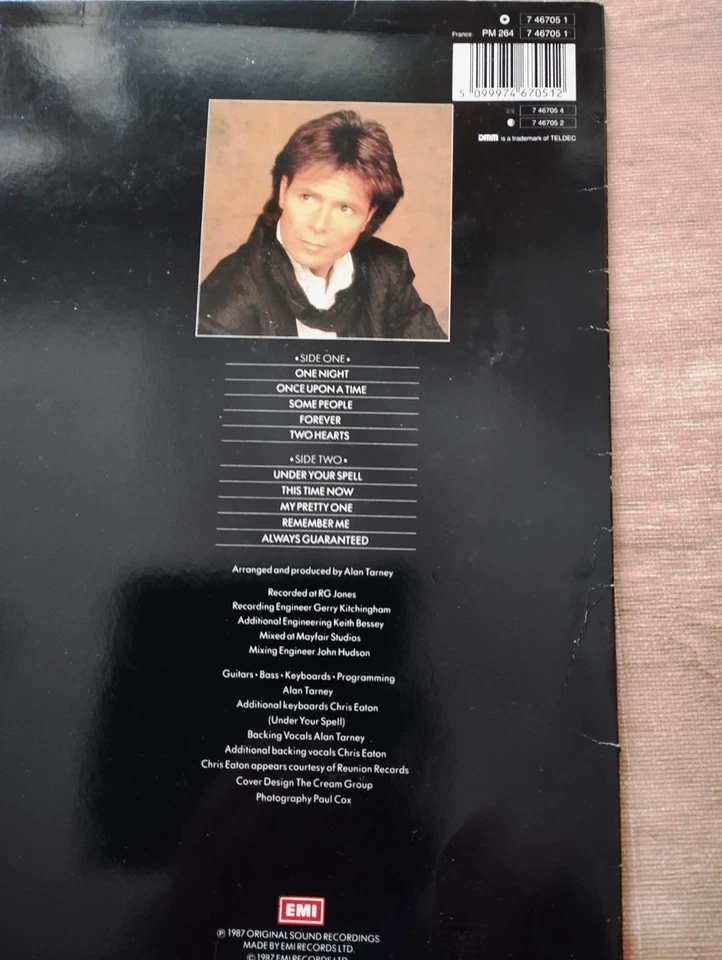 7 46705 1
France: PM 264 7 46705 1
5 099974 670512
7 46705 4
7 46705 2
DMM is a trademark of TELDEC
•SIDE ONE•
ONE NIGHT
ONCE UPON A TIME
SOME PEOPLE
FOREVER
TWO HEARTS
•SIDE TWO•
UNDER YOUR SPELL
THIS TIME NOW
MY PRETTY ONE
REMEMBER ME
ALWAYS GUARANTEED
Arranged and produced by Alan Tarney
Recorded at RG Jones
Recording Engineer Gerry Kitchingham
Additional Engineering Keith Bessey
Mixed at Mayfair Studios
Mixing Engineer John Hudson
Guitars • Bass • Keyboards • Programming
Alan Tarney
Additional keyboards Chris Eaton
(Under Your Spell)
Backing Vocals Alan Tarney
Additional backing vocals Chris Eaton
Chris Eaton appears courtesy of Reunion Records
Cover Design The Cream Group
Photography Paul Cox
EMI
℗ 1987 ORIGINAL SOUND RECORDINGS
MADE BY EMI RECORDS LTD.
© 1987 EMI RECORDS LTD.